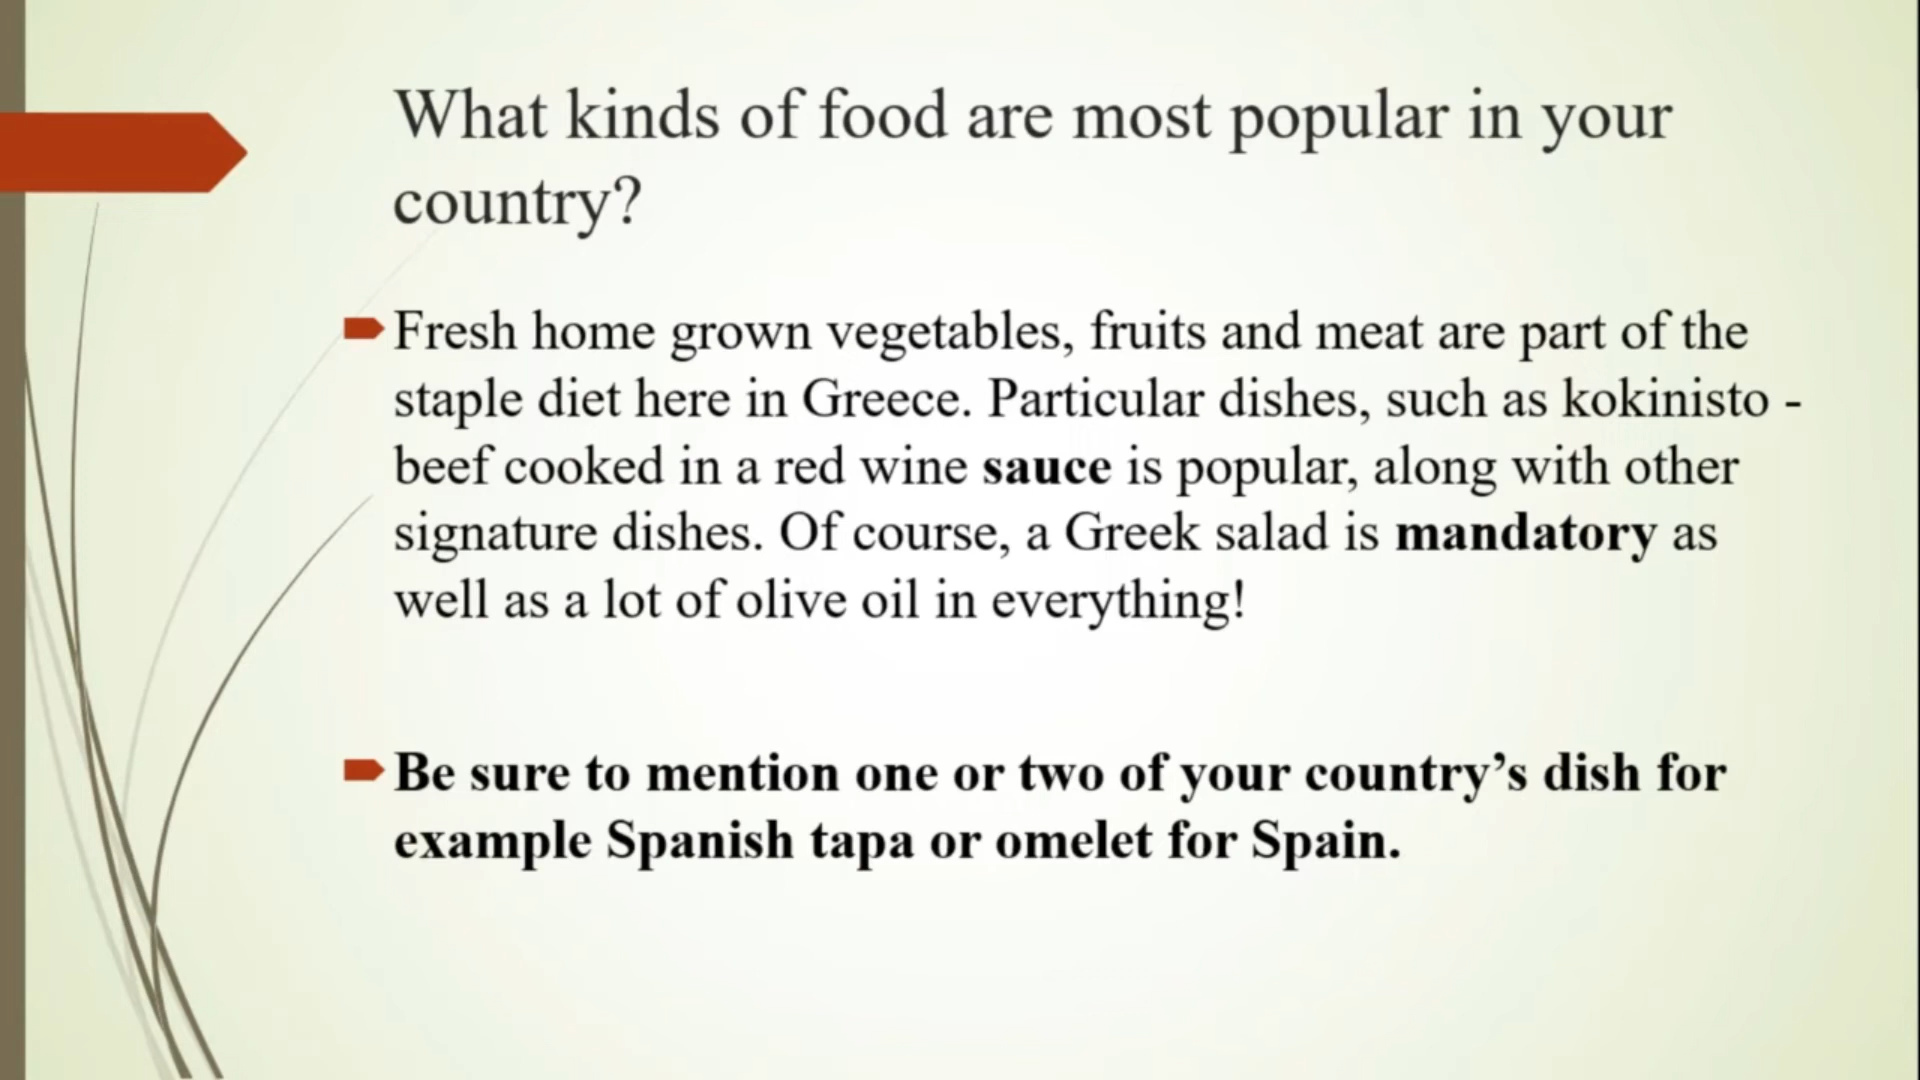 What kinds of food are most popular in your
country?
Fresh home grown vegetables, fruits and meat are part of the
staple diet here in Greece. Particular dishes, such as kokinisto -
beef cooked in a red wine sauce is popular, along with other
signature dishes. Of course, a Greek salad is mandatory as
well as a lot of olive oil in everything!
Be sure to mention one or two of your country’s dish for
example Spanish tapa or omelet for Spain.